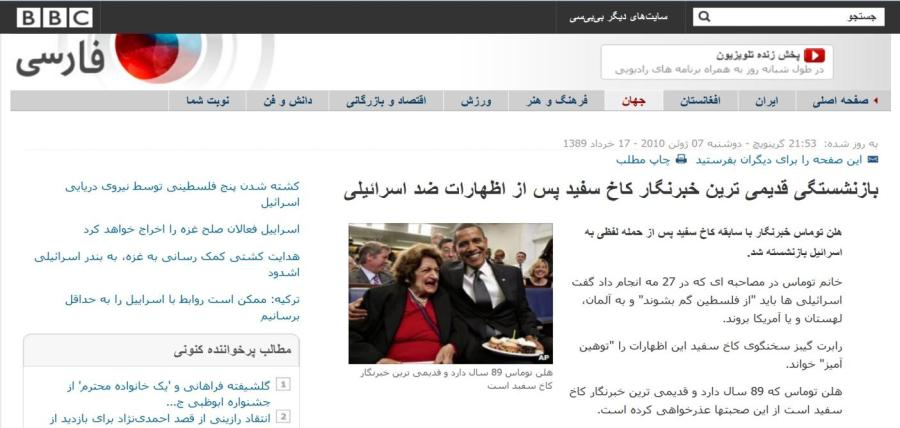 BBC
سایت‌های دیگر بی‌بی‌سی
جستجو
فارسی
پخش زنده تلویزیون
در طول شبانه روز به همراه برنامه های رادیویی
صفحه اصلی
ایران
افغانستان
جهان
فرهنگ و هنر
ورزش
اقتصاد و بازرگانی
دانش و فن
نوبت شما
به روز شده: 21:53 گرینویچ - دوشنبه 07 ژوئن 2010 - 17 خرداد 1389
این صفحه را برای دیگران بفرستید چاپ مطلب
بازنشستگی قدیمی ترین خبرنگار کاخ سفید پس از اظهارات ضد اسرائیلی
هلن توماس خبرنگار با سابقه کاخ سفید پس از حمله لفظی به
اسرائیل بازنشسته شد.
خانم توماس در مصاحبه ای که در 27 مه انجام داد گفت
اسرائیلی ها باید "از فلسطین گم بشوند" و به آلمان،
لهستان و یا آمریکا بروند.
رابرت گیبز سخنگوی کاخ سفید این اظهارات را "توهین
آمیز" خواند.
هلن توماس که 89 سال دارد و قدیمی ترین خبرنگار کاخ
سفید است از این صحبتها عذرخواهی کرده است.
AP
هلن توماس 89 سال دارد و قدیمی ترین خبرنگار
کاخ سفید است
کشته شدن پنج فلسطینی توسط نیروی دریایی
اسرائیل
اسرابیل فعالان صلح غزه را اخراج خواهد کرد
هدایت کشتی کمک رسانی به غزه، به بندر اسرائیلی
اشدود
ترکیه: ممکن است روابط با اسرابیل را به حداقل
برسانیم
مطالب پرخواننده کنونی
1 گلشیفته فراهانی و 'یک خانواده محترم' از
جشنواره ابوظبی ج...
2 انتقاد رازینی از قصد احمدی‌نژاد برای بازدید از